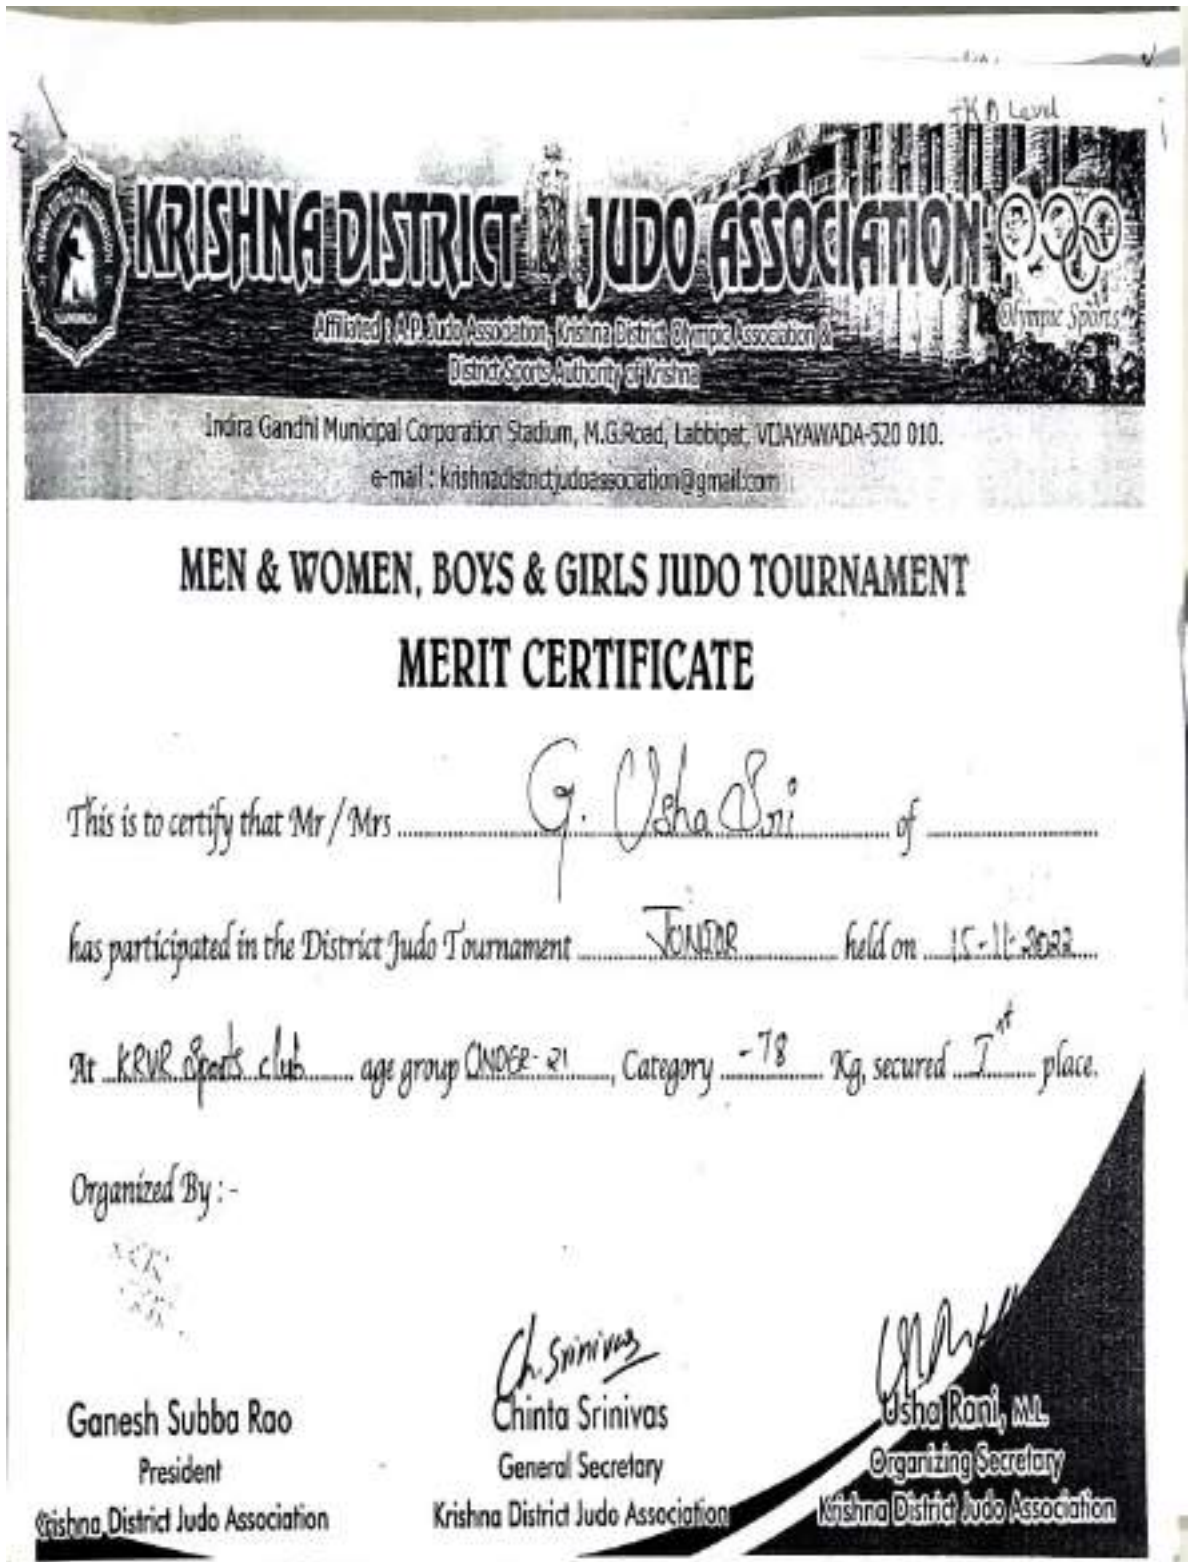 Level
KRISHNA DISTRICT JUDO ASSOCIATION
Olympic Sports
Affiliated : A.P. Judo Association, Krishna District Olympic Association &
District Sports Authority of Krishna
Indira Gandhi Municipal Corporation Stadium, M.G.Road, Labbipet, VIJAYAWADA-520 010.
e-mail : krishnadistrictjudoassociation@gmail.com
MEN & WOMEN, BOYS & GIRLS JUDO TOURNAMENT
MERIT CERTIFICATE
This is to certify that Mr / Mrs G. Usha Sri of
has participated in the District Judo Tournament JUNIOR held on 15-11-2022
At KRVR Sports club age group UNDER-21, Category -78 Kg, secured Ist place.
Organized By : -
Ch. Srinivas
Ganesh Subba Rao
President
Krishna District Judo Association
Chinta Srinivas
General Secretary
Krishna District Judo Association
Usha Rani, M.L.
Organizing Secretary
Krishna District Judo Association